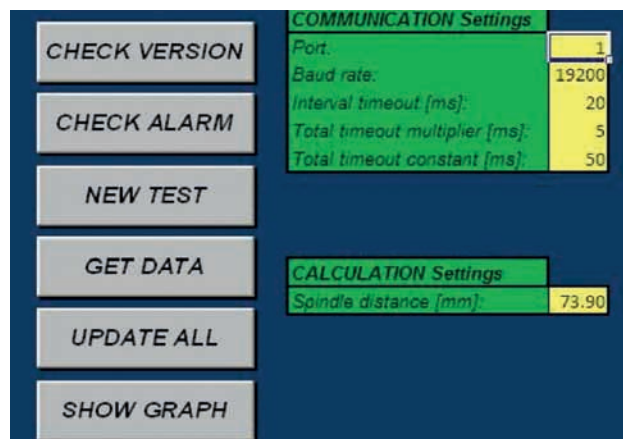 CHECK VERSION
CHECK ALARM
NEW TEST
GET DATA
UPDATE ALL
SHOW GRAPH
COMMUNICATION Settings
Port: 1
Baud rate: 19200
Interval timeout [ms]: 20
Total timeout multiplier [ms]: 5
Total timeout constant [ms]: 50
CALCULATION Settings
Spindle distance [mm]: 73.90